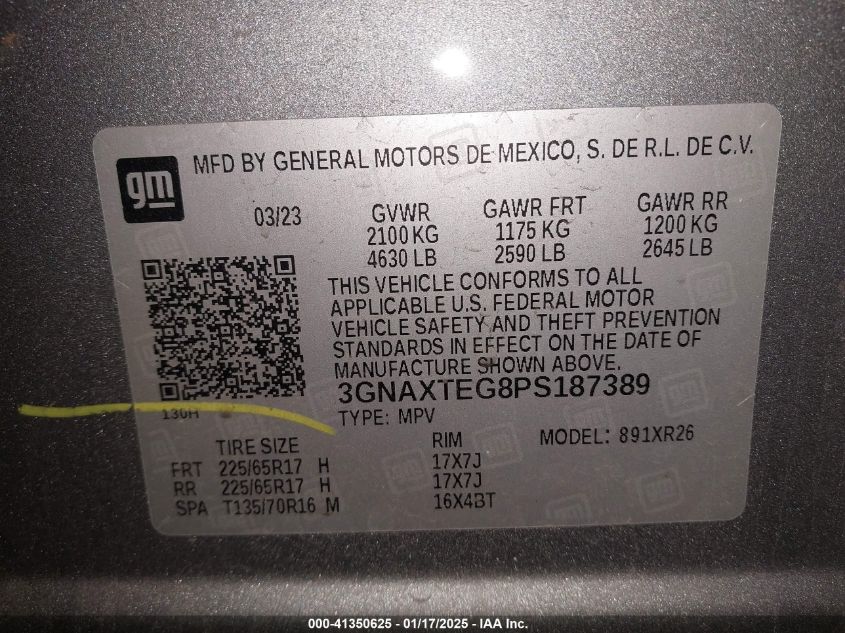 gm
MFD BY GENERAL MOTORS DE MEXICO, S. DE R.L. DE C.V.
03/23 GVWR GAWR FRT GAWR RR
2100 KG 1175 KG 1200 KG
4630 LB 2590 LB 2645 LB
THIS VEHICLE CONFORMS TO ALL
APPLICABLE U.S. FEDERAL MOTOR
VEHICLE SAFETY AND THEFT PREVENTION
STANDARDS IN EFFECT ON THE DATE OF
MANUFACTURE SHOWN ABOVE.
3GNAXTEG8PS187389
130H
TYPE: MPV MODEL: 891XR26
TIRE SIZE RIM
FRT 225/65R17 H 17X7J
RR 225/65R17 H 17X7J
SPA T135/70R16 M 16X4BT
000-41350625 - 01/17/2025 - IAA Inc.